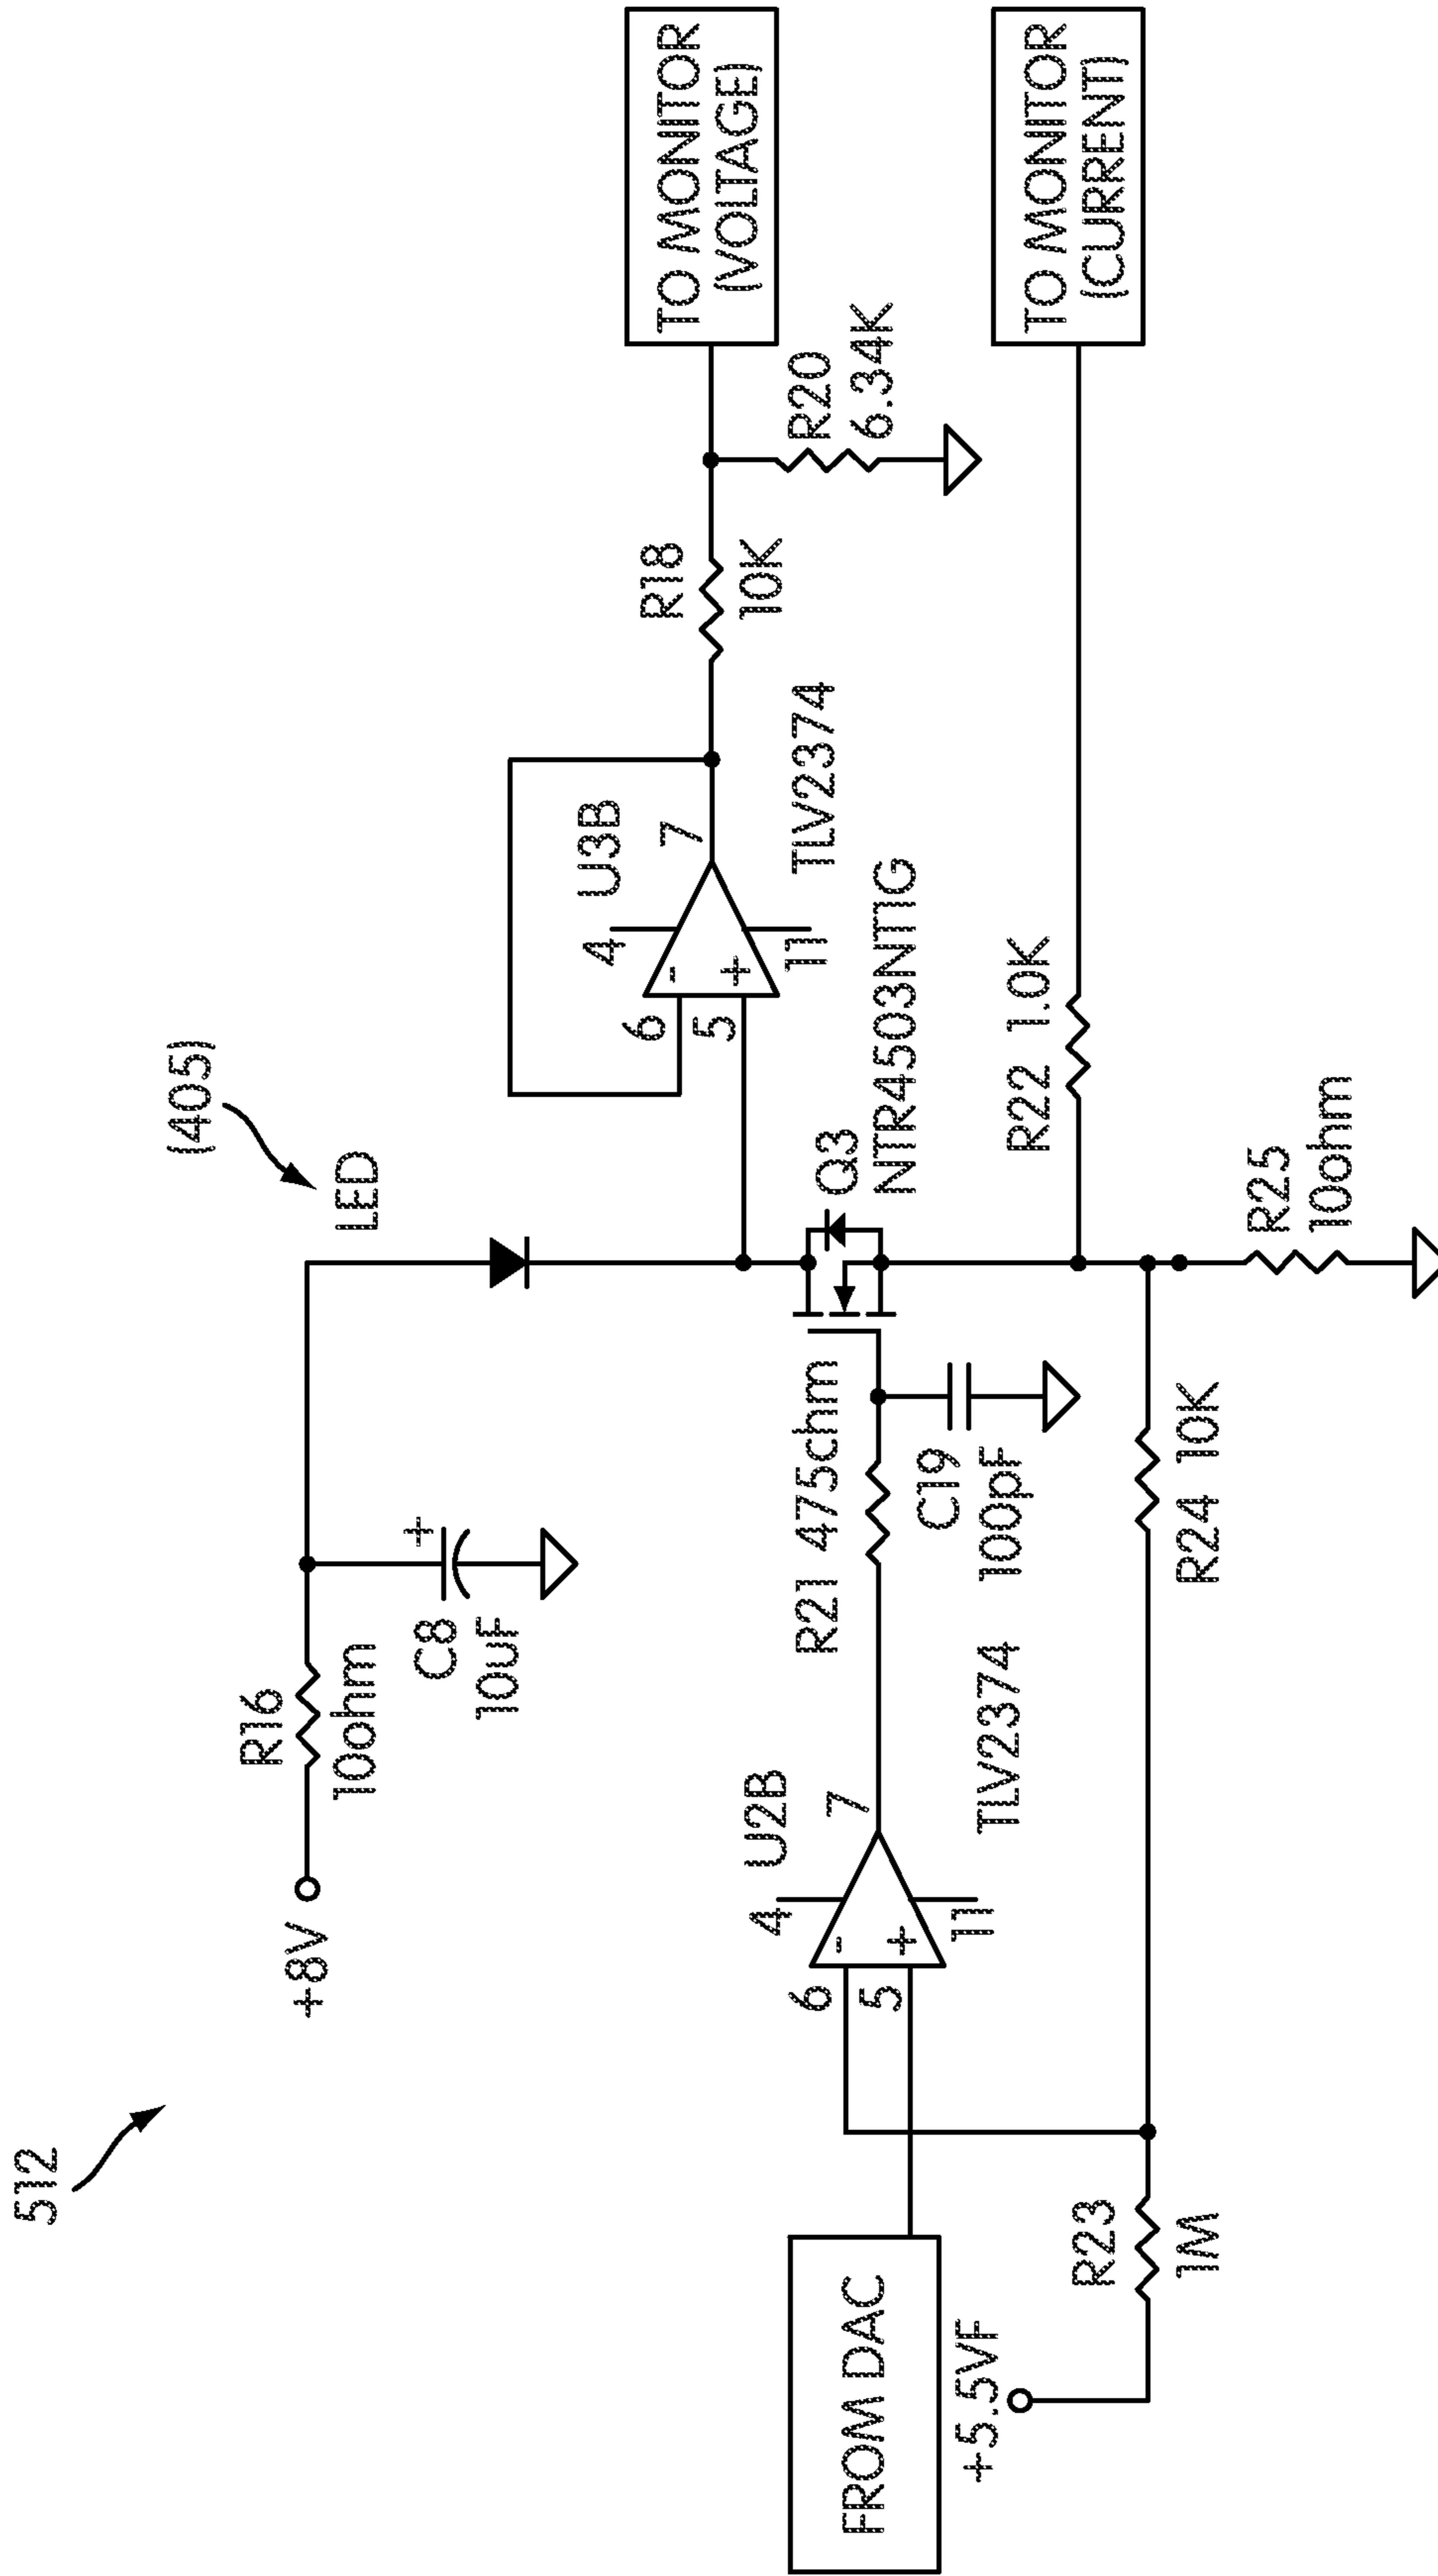 512
(405)
+8V
R16
10ohm
C8
10uF
+
LED
U3B
4
6
-
5
+
7
11
TLV2374
R18
10K
R20
6.34K
TO MONITOR
(VOLTAGE)
U2B
4
6
-
5
+
7
11
TLV2374
R21 475chm
C19
100pF
Q3
NTR4503NT1G
R22 1.0K
TO MONITOR
(CURRENT)
FROM DAC
+5.5VF
R23
1M
R24 10K
R25
10ohm